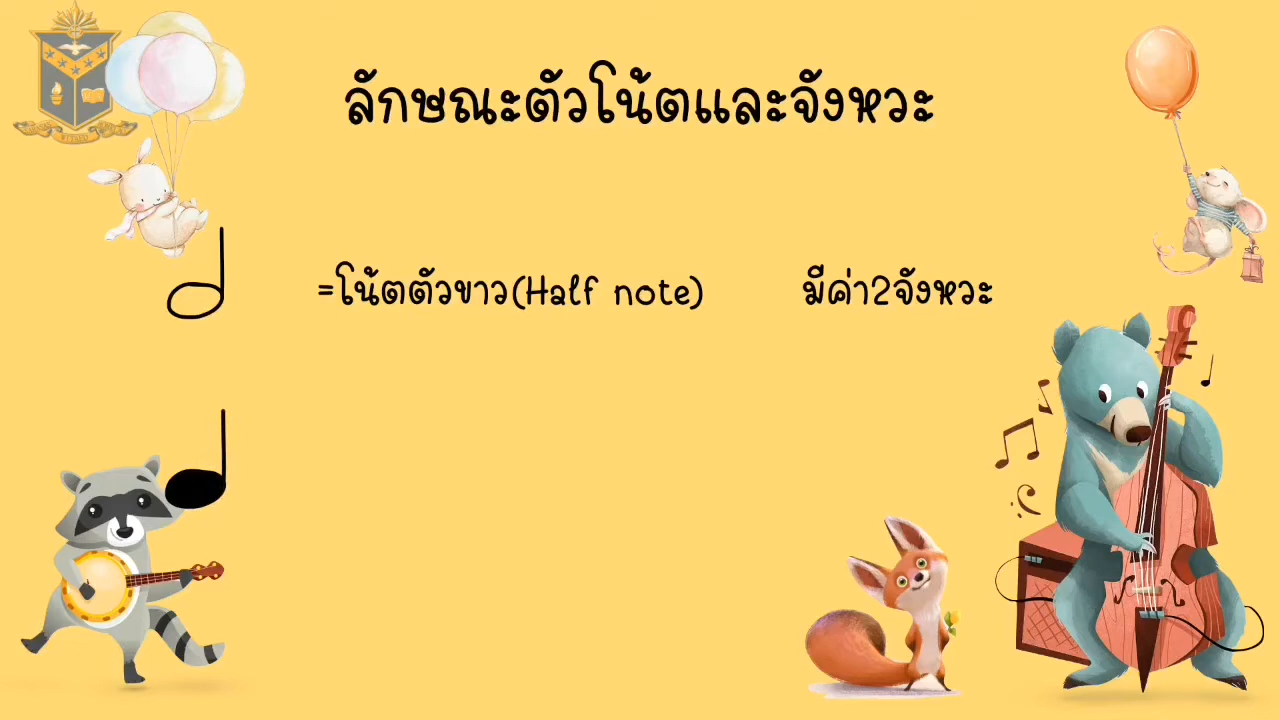 ลักษณะตัวโน้ตและจังหวะ
=โน้ตตัวขาว(Half note) มีค่า2จังหวะ